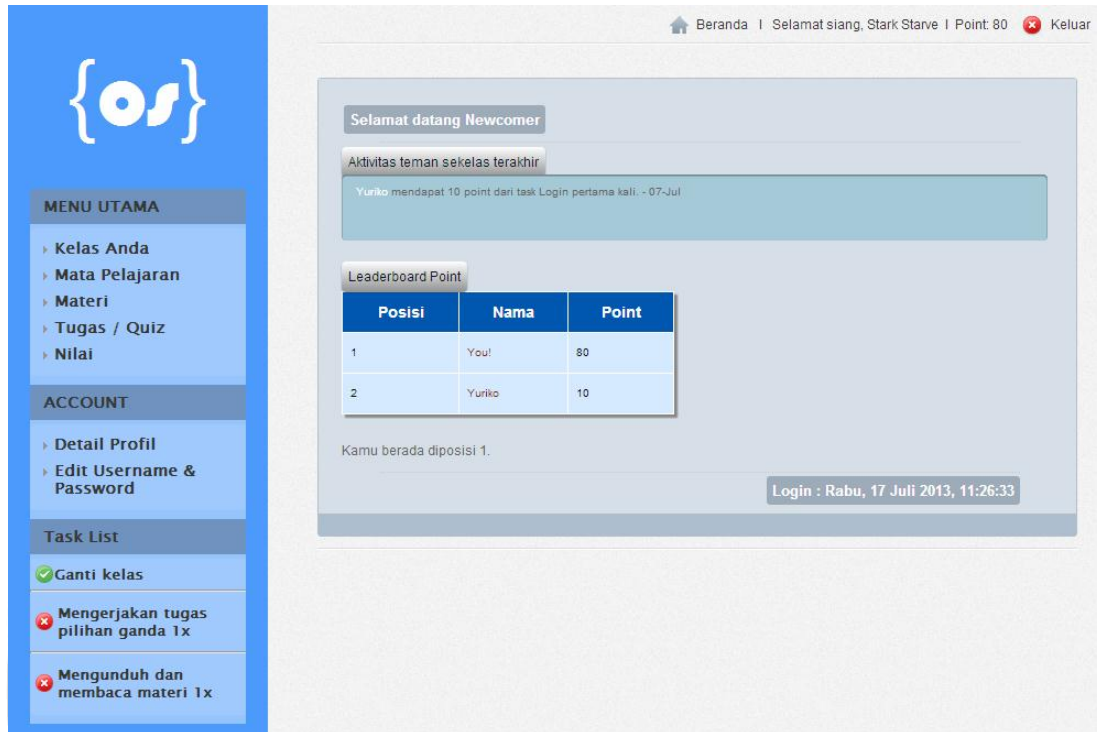 Beranda I Selamat siang, Stark Starve I Point: 80 Keluar
{os}
MENU UTAMA
Kelas Anda
Mata Pelajaran
Materi
Tugas / Quiz
Nilai
ACCOUNT
Detail Profil
Edit Username &
Password
Task List
Ganti kelas
Mengerjakan tugas
pilihan ganda 1x
Mengunduh dan
membaca materi 1x
Selamat datang Newcomer
Aktivitas teman sekelas terakhir
Yuriko mendapat 10 point dari task Login pertama kali. - 07-Jul
Leaderboard Point
Posisi Nama Point
1 You! 80
2 Yuriko 10
Kamu berada diposisi 1.
Login : Rabu, 17 Juli 2013, 11:26:33